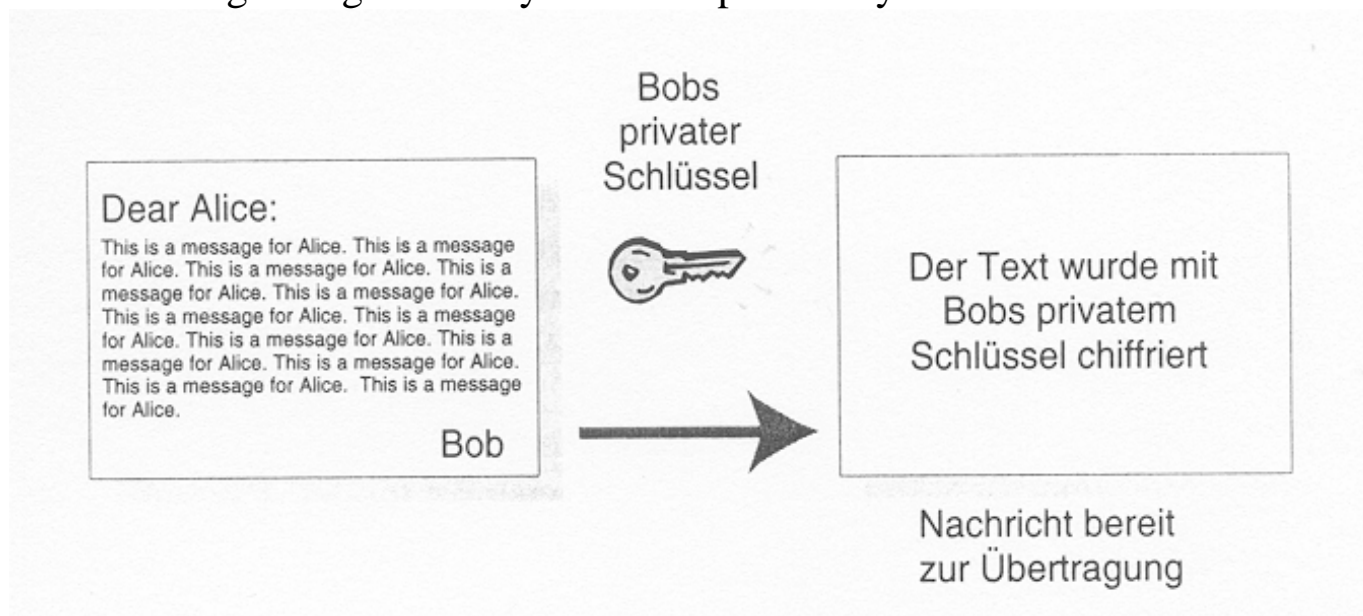 Bobs
privater
Schlüssel
Dear Alice:
This is a message for Alice. This is a message
for Alice. This is a message for Alice. This is a
message for Alice. This is a message for Alice.
This is a message for Alice. This is a message
for Alice. This is a message for Alice. This is a
message for Alice. This is a message for Alice.
This is a message for Alice. This is a message
for Alice.
Bob
Der Text wurde mit
Bobs privatem
Schlüssel chiffriert
Nachricht bereit
zur Übertragung